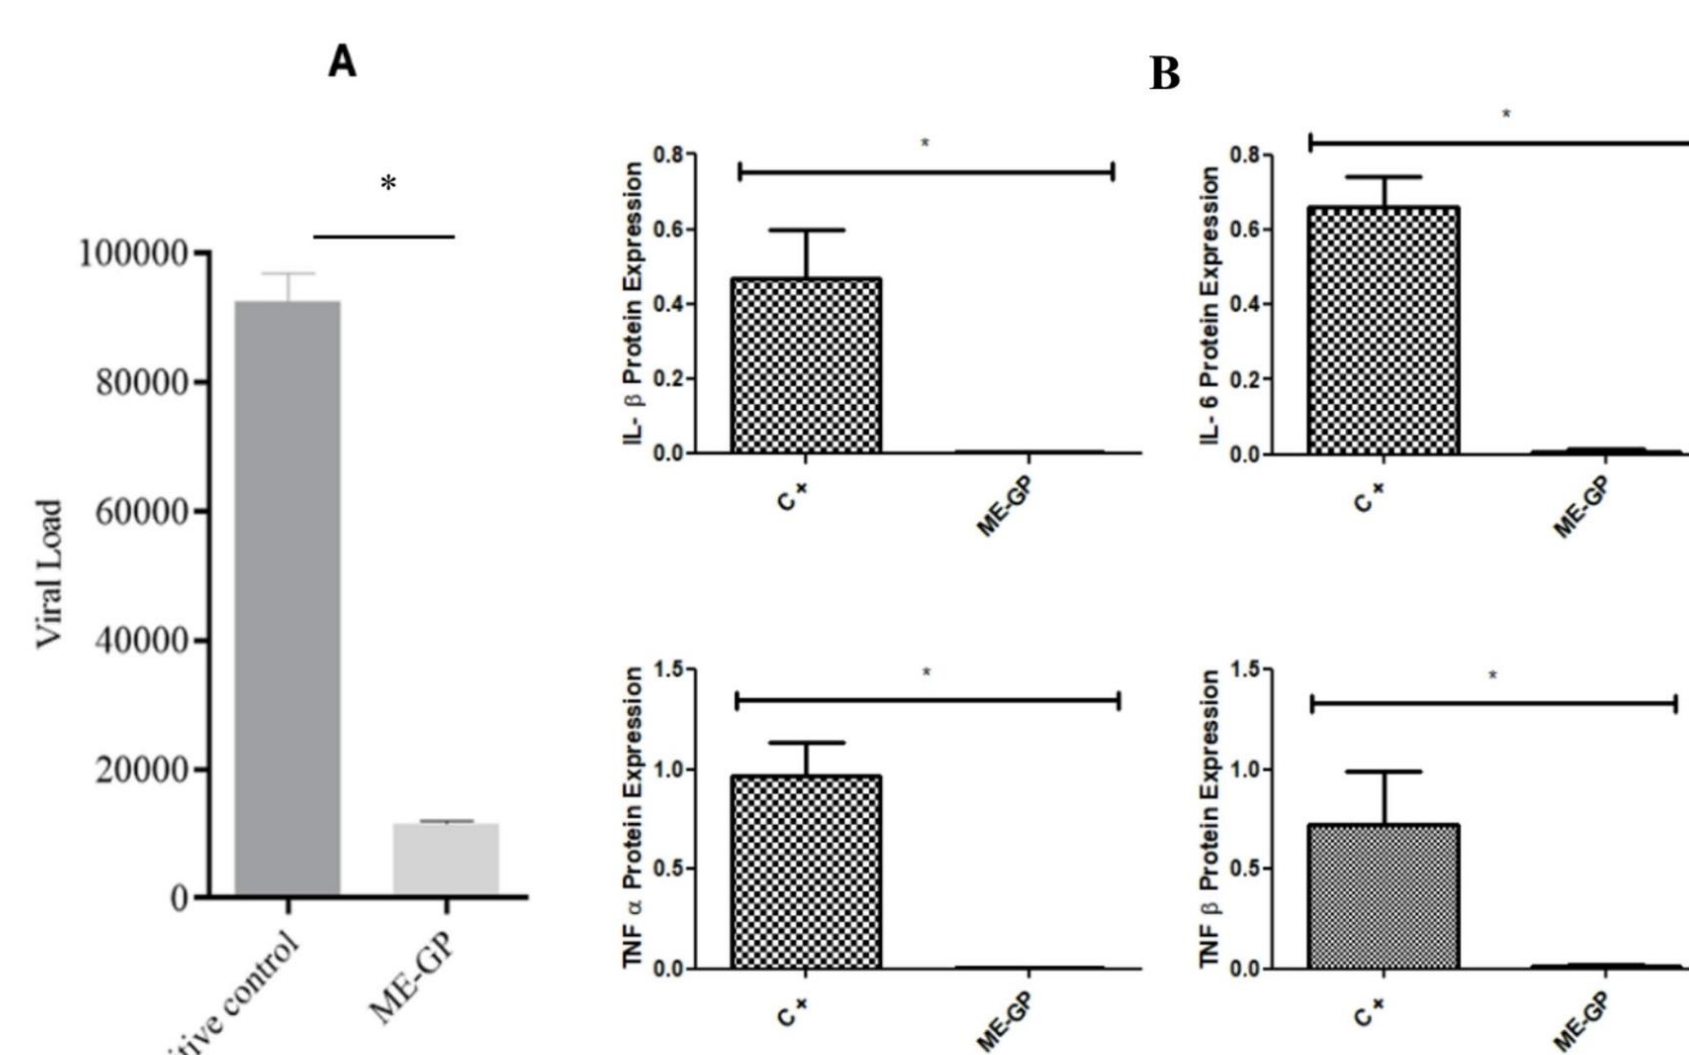 A
*
100000
80000
60000
40000
20000
0
Viral Load
itive control
ME-GP
B
*
0.8
0.6
0.4
0.2
0.0
IL- β Protein Expression
C +
ME-GP
*
0.8
0.6
0.4
0.2
0.0
IL- 6 Protein Expression
C +
ME-GP
*
1.5
1.0
0.5
0.0
TNF α Protein Expression
C +
ME-GP
*
1.5
1.0
0.5
0.0
TNF β Protein Expression
C +
ME-GP